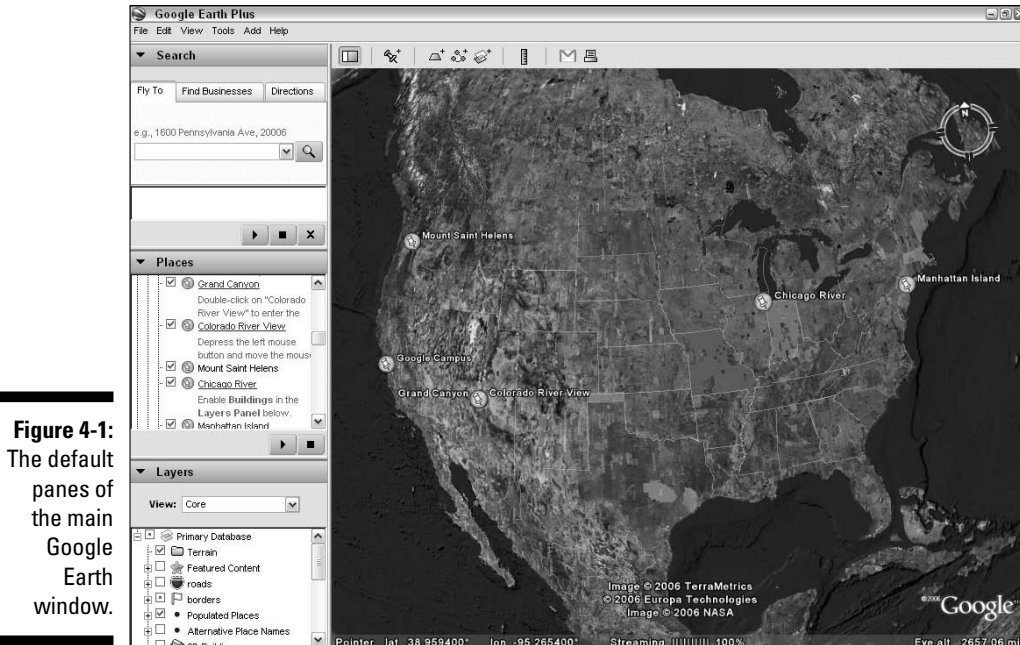 Google Earth Plus
File Edit View Tools Add Help
Search
Fly To Find Businesses Directions
e.g., 1600 Pennsylvania Ave, 20006
Places
Grand Canyon
Double-click on "Colorado
River View" to enter the
Colorado River View
Depress the left mouse
button and move the mous
Mount Saint Helens
Chicago River
Enable Buildings in the
Layers Panel below.
Manhattan Island
Layers
View: Core
Primary Database
Terrain
Featured Content
roads
borders
Populated Places
Alternative Place Names
N
Mount Saint Helens
Manhattan Island
Chicago River
Google Campus
Grand Canyon
Colorado River View
Image © 2006 TerraMetrics
© 2006 Europa Technologies
Image © 2006 NASA
©2006 Google
Pointer lat 38.959400° lon -95.265400° Streaming ||||||||| 100% Eye alt 2657.06 mi
Figure 4-1:
The default
panes of
the main
Google
Earth
window.